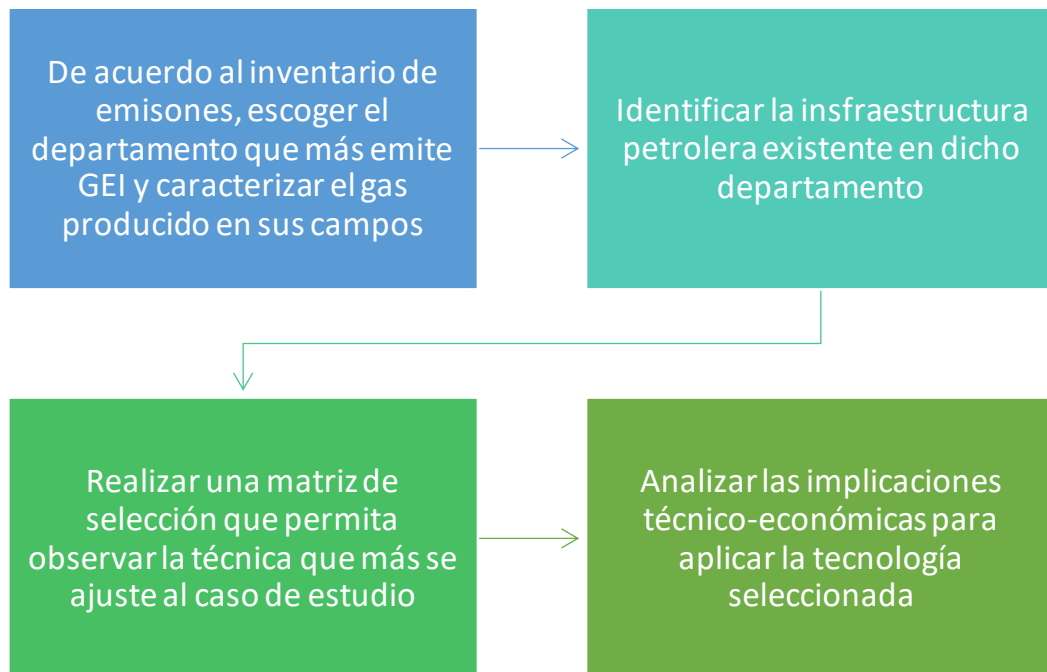 De acuerdo al inventario de
emisones, escoger el
departamento que más emite
GEI y caracterizar el gas
producido en sus campos
Identificar la insfraestructura
petrolera existente en dicho
departamento
Realizar una matriz de
selección que permita
observar la técnica que más se
ajuste al caso de estudio
Analizar las implicaciones
técnico-económicas para
aplicar la tecnología
seleccionada